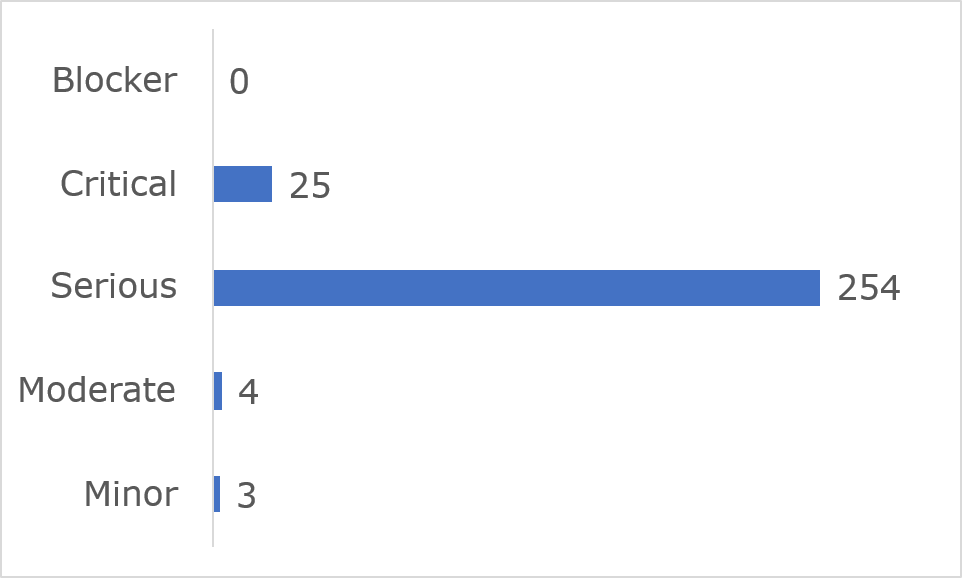 Blocker 0
Critical 25
Serious 254
Moderate 4
Minor 3